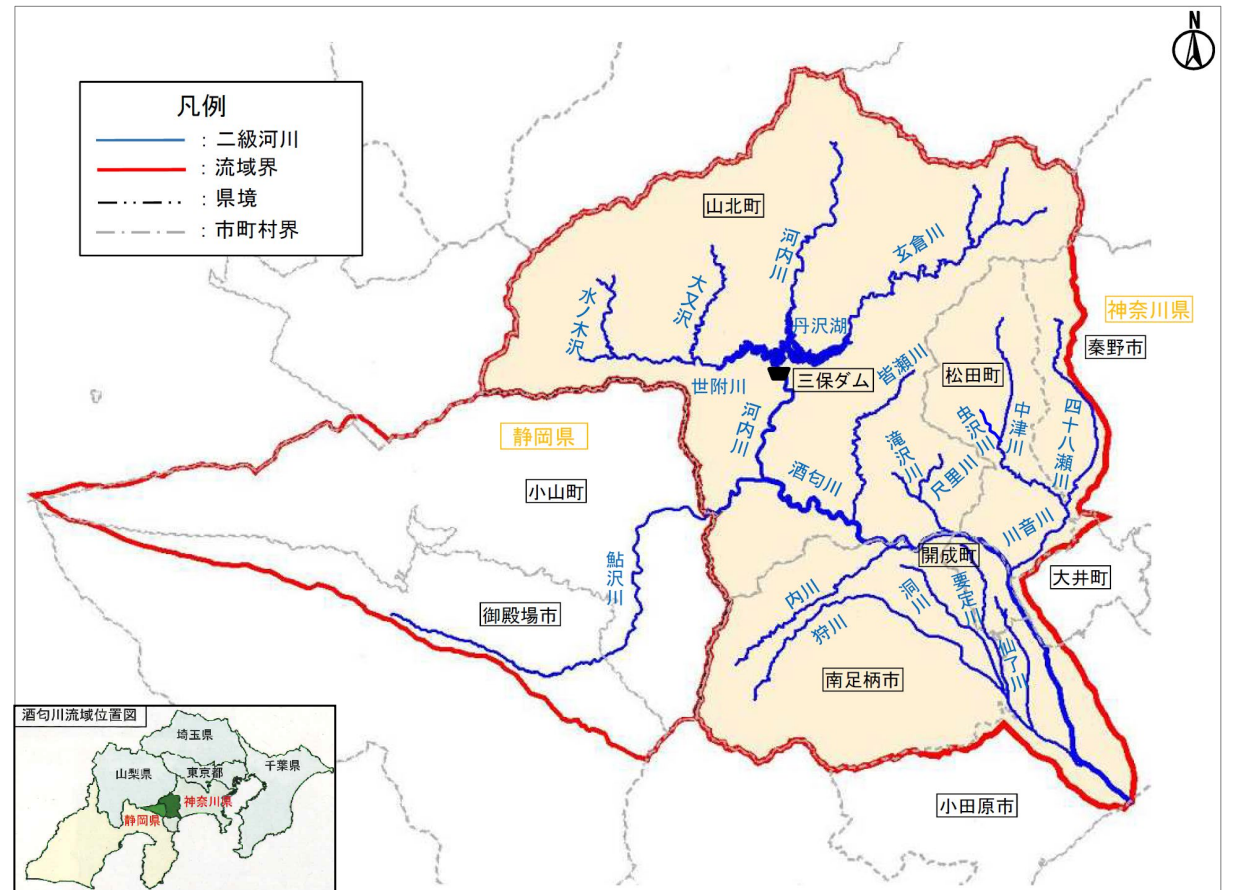 N
凡例
：二級河川
：流域界
：県境
：市町村界
山北町
河内川
玄倉川
水ノ木沢
大又沢
丹沢湖
神奈川県
秦野市
世附川
三保ダム
皆瀬川
松田町
静岡県
河内川
滝沢川
虫沢川
中津川
四十八瀬川
小山町
酒匂川
尺里川
鮎沢川
川音川
開成町
大井町
御殿場市
内川
狩川
洞川
要定川
仙了川
南足柄市
小田原市
酒匂川流域位置図
埼玉県
山梨県
東京都
千葉県
神奈川県
静岡県